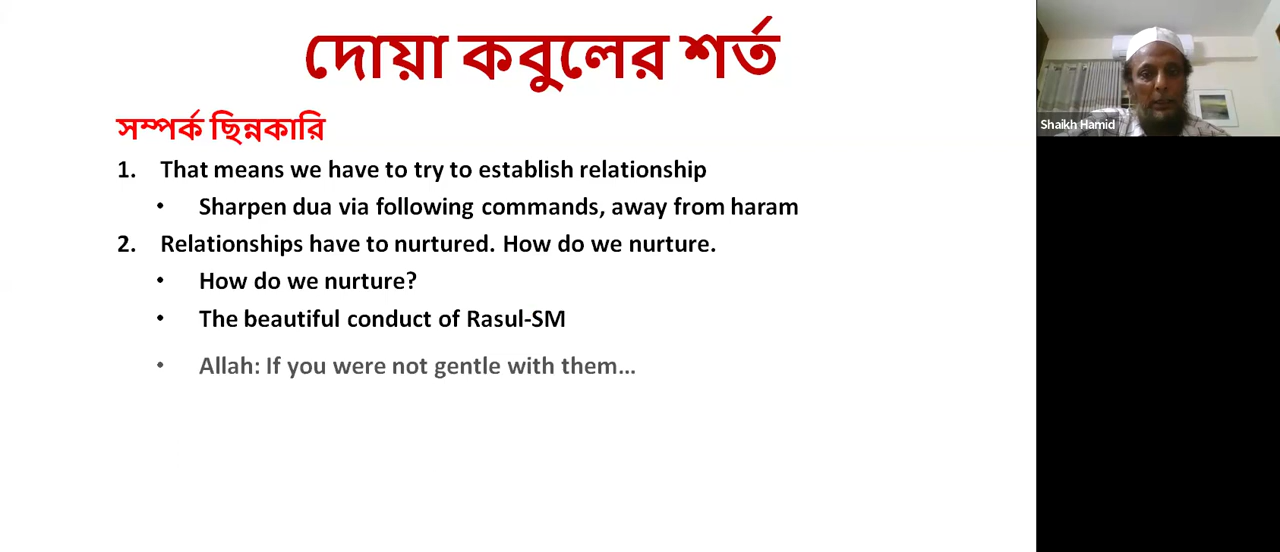 দোয়া কবুলের শর্ত
সম্পর্ক ছিন্নকারি
1. That means we have to try to establish relationship
• Sharpen dua via following commands, away from haram
2. Relationships have to nurtured. How do we nurture.
• How do we nurture?
• The beautiful conduct of Rasul-SM
• Allah: If you were not gentle with them...
Shaikh Hamid